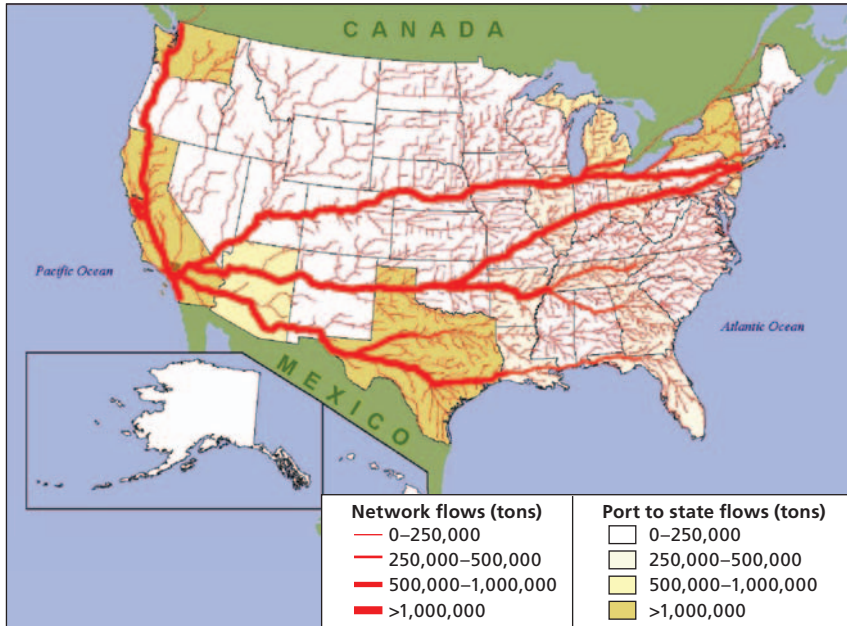 CANADA
Pacific Ocean
Atlantic Ocean
MEXICO
Network flows (tons)
0–250,000
250,000–500,000
500,000–1,000,000
>1,000,000
Port to state flows (tons)
0–250,000
250,000–500,000
500,000–1,000,000
>1,000,000